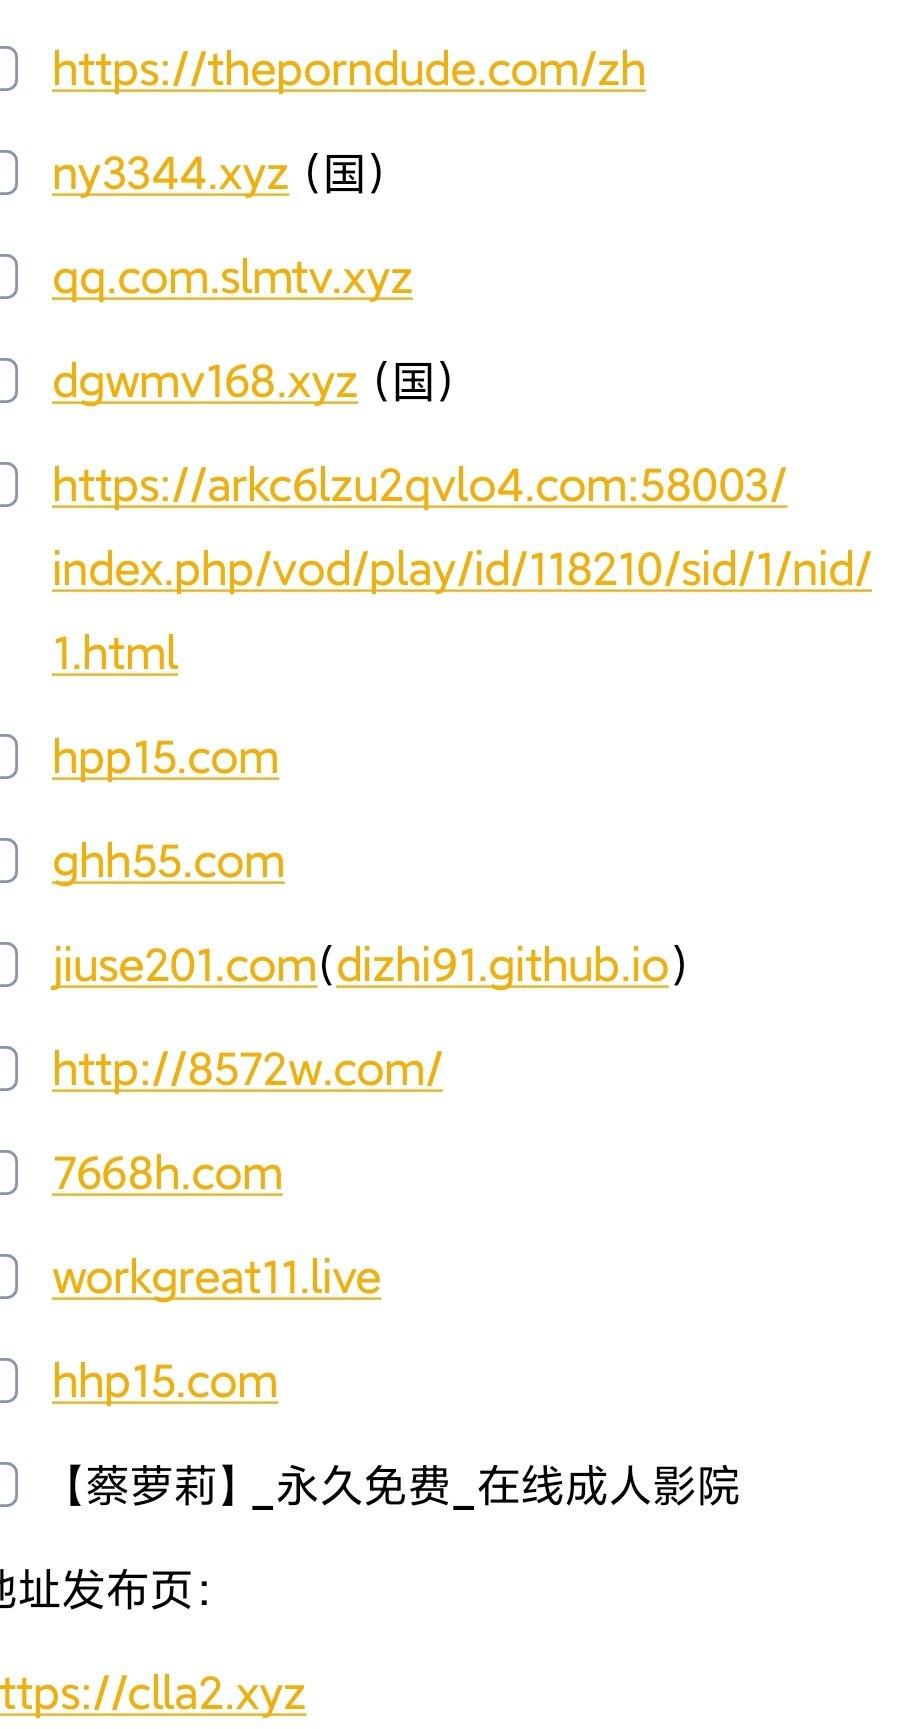 https://theporndude.com/zh
ny3344.xyz (国)
qq.com.slmtv.xyz
dgwmv168.xyz (国)
https://arkc6lzu2qvlo4.com:58003/
index.php/vod/play/id/118210/sid/1/nid/
1.html
hpp15.com
ghh55.com
jiuse201.com(dizhi91.github.io)
http://8572w.com/
7668h.com
workgreat11.live
hhp15.com
【蔡萝莉】_永久免费_在线成人影院
地址发布页:
ttps://clla2.xyz